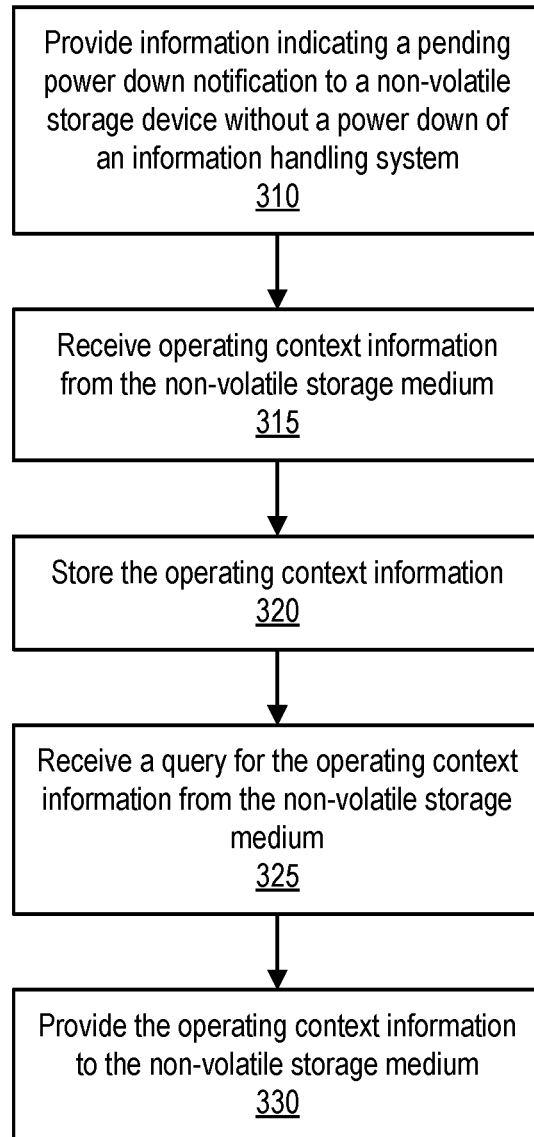 Provide information indicating a pending
power down notification to a non-volatile
storage device without a power down of
an information handling system
310
Receive operating context information
from the non-volatile storage medium
315
Store the operating context information
320
Receive a query for the operating context
information from the non-volatile storage
medium
325
Provide the operating context information
to the non-volatile storage medium
330